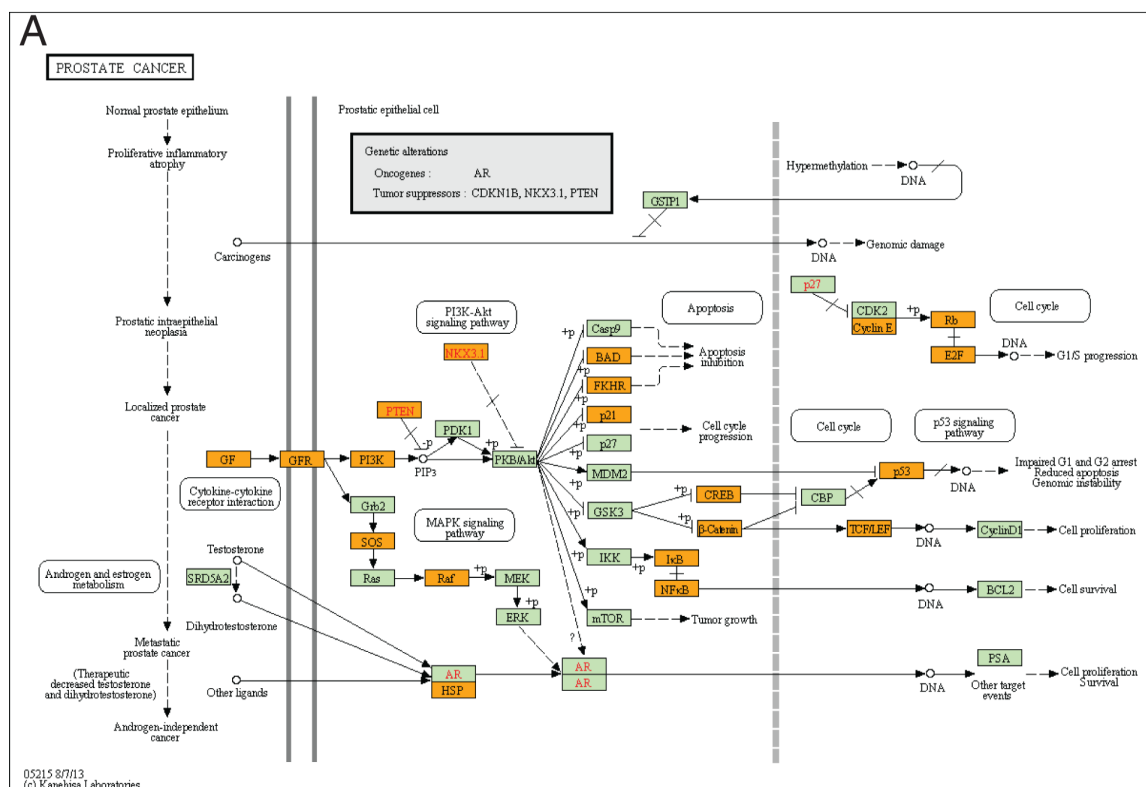 A
PROSTATE CANCER
Normal prostate epithelium
Proliferative inflammatory
atrophy
Prostatic intraepithelial
neoplasia
Localized prostate
cancer
Metastatic
prostate cancer
(Therapeutic
decreased testosterone
and dihydrotestosterone)
Androgen-independent
cancer
Prostatic epithelial cell
Genetic alterations
Oncogenes : AR
Tumor suppressors : CDKN1B, NKX3.1, PTEN
Hypermethylation
DNA
GSTP1
Carcinogens
DNA
Genomic damage
p27
CDK2
Cyclin E
+p
Rb
E2F
Cell cycle
DNA
G1/S progression
PI3K-Akt
signaling pathway
NKX3.1
Apoptosis
+p
Casp9
BAD
+p
FKHR
+p
p21
+p
p27
+p
MDM2
+p
GSK3
+p
IKK
+p
mTOR
Apoptosis
inhibition
Cell cycle
progression
PTEN
-p
PDK1
+p
PIP3
PKB/Akt
GF
GFR
PI3K
Cytokine-cytokine
receptor interaction
Grb2
SOS
Ras
Raf
+p
MEK
+p
ERK
MAPK signaling
pathway
Cell cycle
p53 signaling
pathway
p53
DNA
Impaired G1 and G2 arrest
Reduced apoptosis
Genomic instability
+p
CREB
CBP
+p
β-Catenin
TCF/LEF
DNA
CyclinD1
Cell proliferation
+p
IκB
NFκB
DNA
BCL2
Cell survival
Tumor growth
?
Testosterone
SRD5A2
Androgen and estrogen
metabolism
Dihydrotestosterone
Other ligands
AR
HSP
AR
AR
DNA
PSA
Other target
events
Cell proliferation
Survival
05215 8/7/13
(c) Kanehisa Laboratories